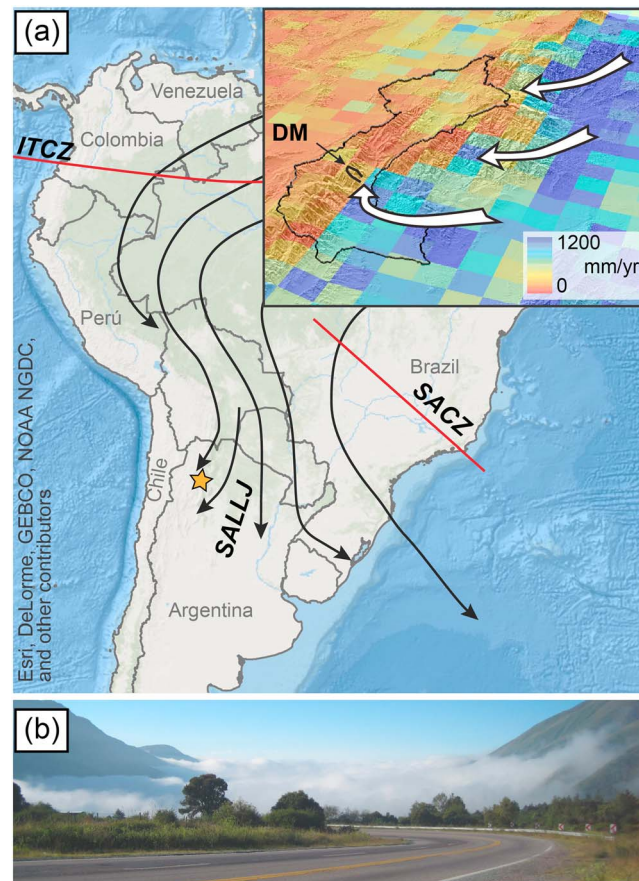 (a)
Venezuela
Colombia
ITCZ
Perú
Brazil
SACZ
Chile
SALLJ
Argentina
Esri, DeLorme, GEBCO, NOAA NGDC,
and other contributors
DM
1200
mm/yr
0
(b)